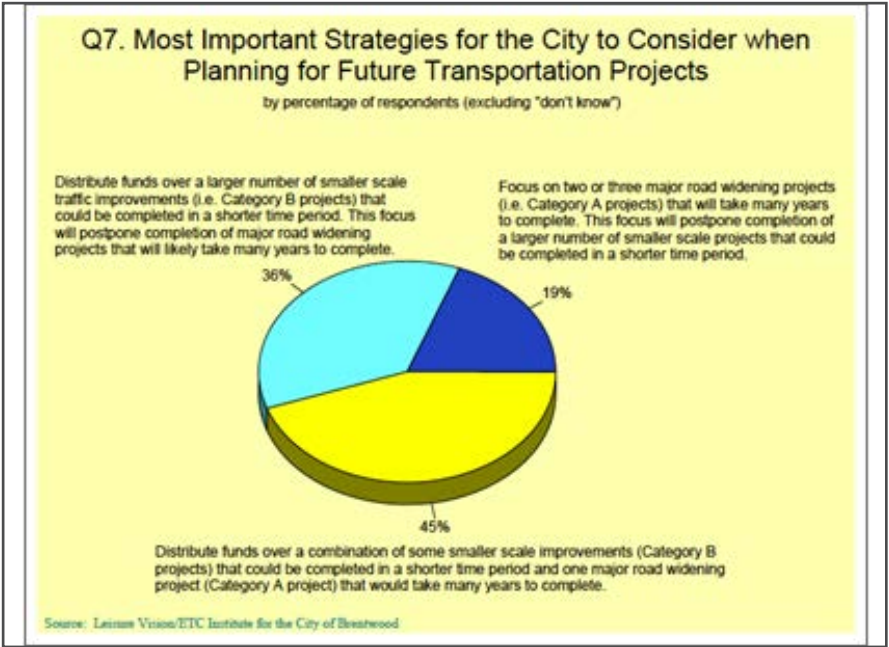 Q7. Most Important Strategies for the City to Consider when
Planning for Future Transportation Projects
by percentage of respondents (excluding "don't know")
Distribute funds over a larger number of smaller scale
traffic improvements (i.e. Category B projects) that
could be completed in a shorter time period. This focus
will postpone completion of major road widening
projects that will likely take many years to complete.
36%
Focus on two or three major road widening projects
(i.e. Category A projects) that will take many years
to complete. This focus will postpone completion of
a larger number of smaller scale projects that could
be completed in a shorter time period.
19%
45%
Distribute funds over a combination of some smaller scale improvements (Category B
projects) that could be completed in a shorter time period and one major road widening
project (Category A project) that would take many years to complete.
Source: Leisure Vision/ETC Institute for the City of Brentwood